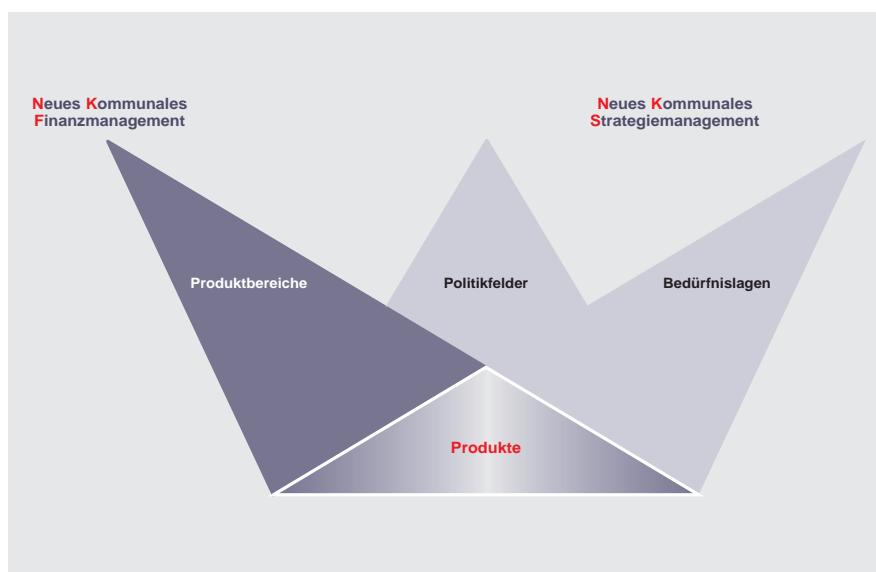 Neues Kommunales
Finanzmanagement
Neues Kommunales
Strategiemanagement
Produktbereiche
Politikfelder
Bedürfnislagen
Produkte